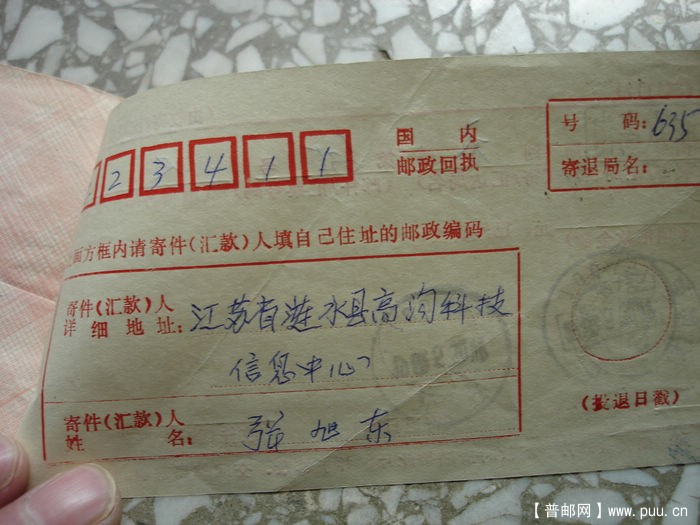 2 3 4 1 1
国 内
邮政回执
号 码: 635
寄退局名:
面方框内请寄件(汇款)人填自己住址的邮政编码
寄件(汇款)人
详 细 地 址: 江苏省涟水县高沟科技
信息中心
寄件(汇款)人
姓 名: 张旭东
(投退日戳)
【普邮网】www.puu.cn